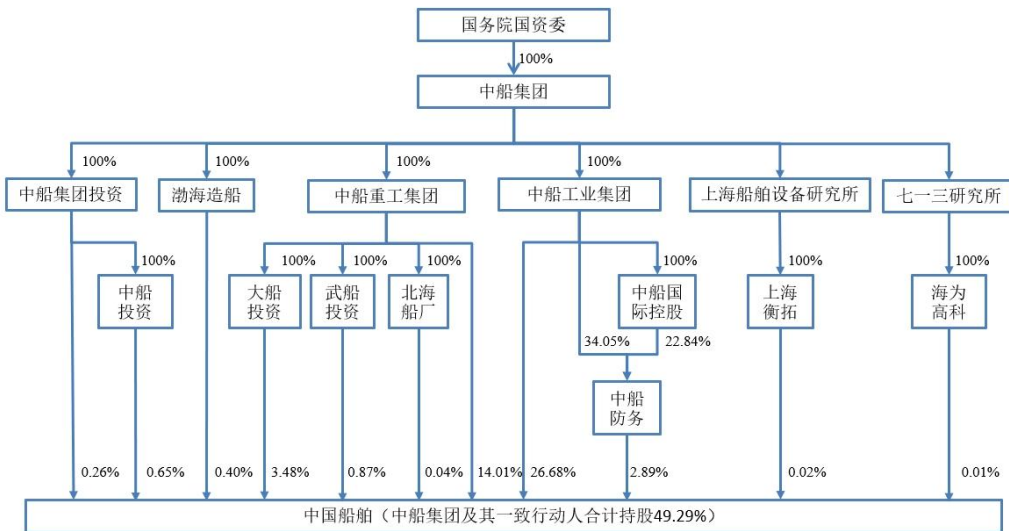 国务院国资委
100%
中船集团
100%
100%
100%
100%
100%
100%
中船集团投资
渤海造船
中船重工集团
中船工业集团
上海船舶设备研究所
七一三研究所
100%
100%
100%
100%
100%
100%
100%
中船
投资
大船
投资
武船
投资
北海
船厂
中船国
际控股
上海
衡拓
海为
高科
34.05%
22.84%
中船
防务
0.26%
0.65%
0.40%
3.48%
0.87%
0.04%
14.01%
26.68%
2.89%
0.02%
0.01%
中国船舶（中船集团及其一致行动人合计持股49.29%）